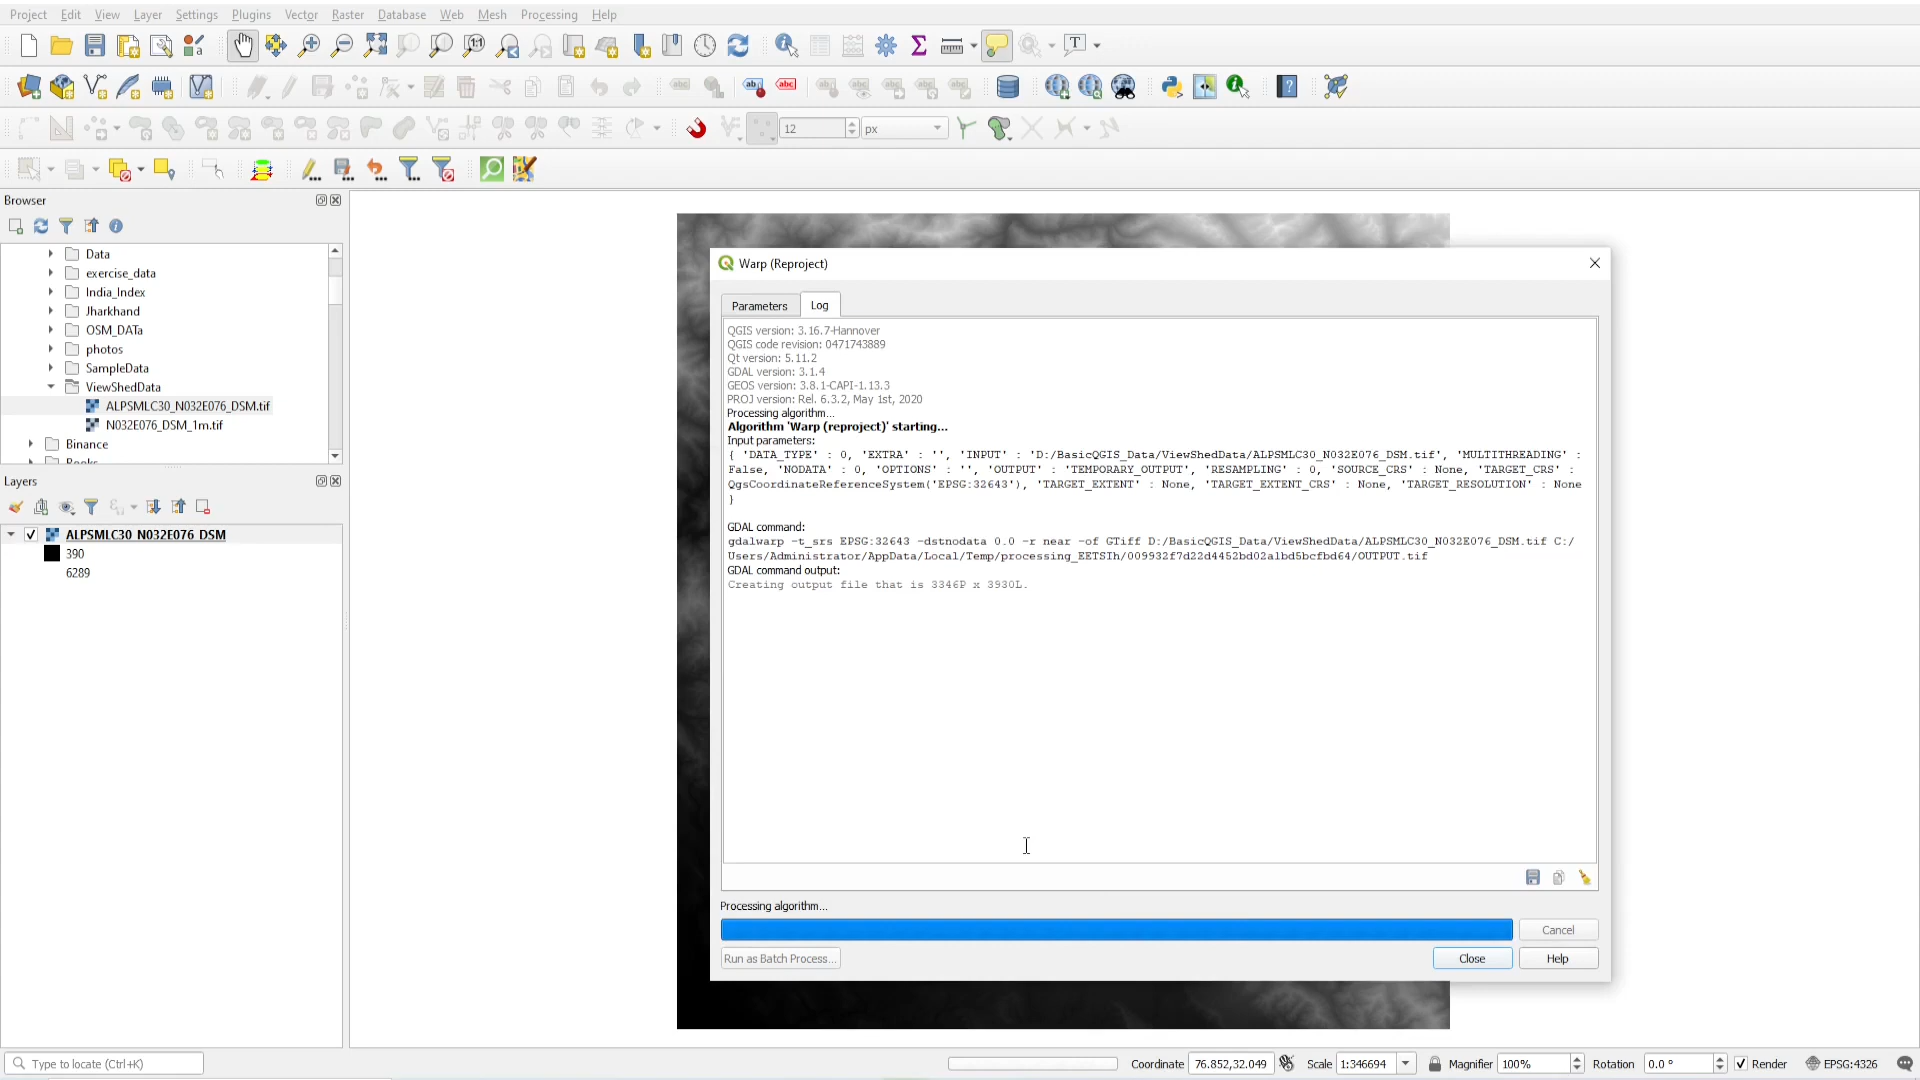 Project Edit View Layer Settings Plugins Vector Raster Database Web Mesh Processing Help
12 px
Browser
Data
exercise_data
India_Index
Jharkhand
OSM_DATa
photos
SampleData
ViewShedData
ALPSMLC30_N032E076_DSM.tif
N032E076_DSM_1m.tif
Binance
Books
Layers
ALPSMLC30_N032E076_DSM
390
6289
Warp (Reproject)
Parameters Log
QGIS version: 3.16.7-Hannover
QGIS code revision: 0471743889
Qt version: 5.11.2
GDAL version: 3.1.4
GEOS version: 3.8.1-CAPI-1.13.3
PROJ version: Rel. 6.3.2, May 1st, 2020
Processing algorithm…
Algorithm 'Warp (reproject)' starting…
Input parameters:
{ 'DATA_TYPE' : 0, 'EXTRA' : '', 'INPUT' : 'D:/BasicQGIS_Data/ViewShedData/ALPSMLC30_N032E076_DSM.tif', 'MULTITHREADING' :
False, 'NODATA' : 0, 'OPTIONS' : '', 'OUTPUT' : 'TEMPORARY_OUTPUT', 'RESAMPLING' : 0, 'SOURCE_CRS' : None, 'TARGET_CRS' :
QgsCoordinateReferenceSystem('EPSG:32643'), 'TARGET_EXTENT' : None, 'TARGET_EXTENT_CRS' : None, 'TARGET_RESOLUTION' : None
}
GDAL command:
gdalwarp -t_srs EPSG:32643 -dstnodata 0.0 -r near -of GTiff D:/BasicQGIS_Data/ViewShedData/ALPSMLC30_N032E076_DSM.tif C:/
Users/Administrator/AppData/Local/Temp/processing_EETSIh/009932f7d22d4452bd02a1bd5bcfbd64/OUTPUT.tif
GDAL command output:
Creating output file that is 3346P x 3930L.
Processing algorithm…
Cancel
Run as Batch Process… Close Help
Type to locate (Ctrl+K) Coordinate 76.852,32.049 Scale 1:346694 Magnifier 100% Rotation 0.0 ° Render EPSG:4326